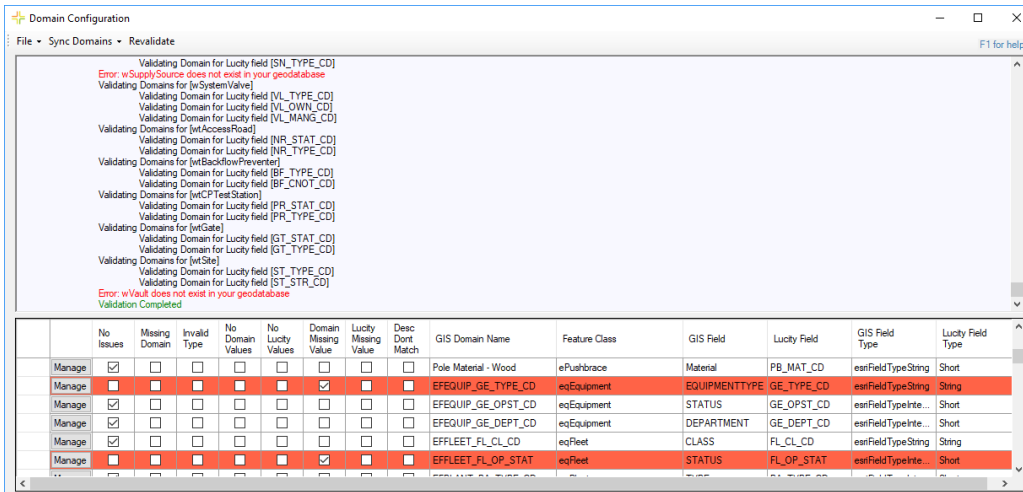 Domain Configuration
File Sync Domains Revalidate
F1 for help
Validating Domain for Lucity field [SN_TYPE_CD]
Error: wSupplySource does not exist in your geodatabase
Validating Domains for [wSystemValve]
Validating Domain for Lucity field [VL_TYPE_CD]
Validating Domain for Lucity field [VL_OWN_CD]
Validating Domain for Lucity field [VL_MANG_CD]
Validating Domains for [wtAccessRoad]
Validating Domain for Lucity field [NR_STAT_CD]
Validating Domain for Lucity field [NR_TYPE_CD]
Validating Domains for [wtBackflowPreventer]
Validating Domain for Lucity field [BF_TYPE_CD]
Validating Domain for Lucity field [BF_CNOT_CD]
Validating Domains for [wtCPTestStation]
Validating Domain for Lucity field [PR_STAT_CD]
Validating Domain for Lucity field [PR_TYPE_CD]
Validating Domains for [wtGate]
Validating Domain for Lucity field [GT_STAT_CD]
Validating Domain for Lucity field [GT_TYPE_CD]
Validating Domains for [wtSite]
Validating Domain for Lucity field [ST_TYPE_CD]
Validating Domain for Lucity field [ST_STR_CD]
Error: wVault does not exist in your geodatabase
Validation Completed
No Issues Missing Domain Invalid Type No Domain Values No Lucity Values Domain Missing Value Lucity Missing Value Desc Dont Match GIS Domain Name Feature Class GIS Field Lucity Field GIS Field Type Lucity Field Type
Manage Pole Material - Wood ePushbrace Material PB_MAT_CD esriFieldTypeString Short
Manage EFEQUIP_GE_TYPE_CD eqEquipment EQUIPMENTTYPE GE_TYPE_CD esriFieldTypeString String
Manage EFEQUIP_GE_OPST_CD eqEquipment STATUS GE_OPST_CD esriFieldTypeInte... Short
Manage EFEQUIP_GE_DEPT_CD eqEquipment DEPARTMENT GE_DEPT_CD esriFieldTypeInte... Short
Manage EFFLEET_FL_CL_CD eqFleet CLASS FL_CL_CD esriFieldTypeString String
Manage EFFLEET_FL_OP_STAT eqFleet STATUS FL_OP_STAT esriFieldTypeInte... Short